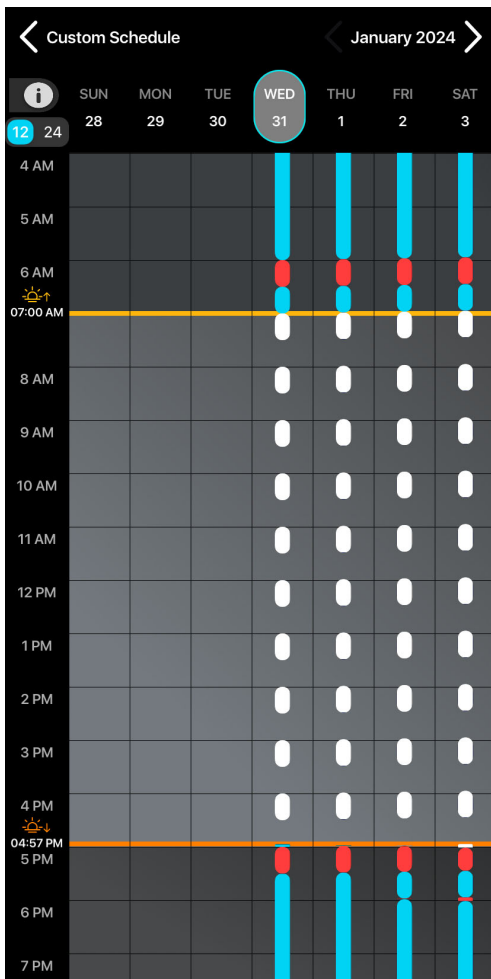 Custom Schedule January 2024
i SUN MON TUE WED THU FRI SAT
12 24 28 29 30 31 1 2 3
4 AM
5 AM
6 AM
07:00 AM
8 AM
9 AM
10 AM
11 AM
12 PM
1 PM
2 PM
3 PM
4 PM
04:57 PM
5 PM
6 PM
7 PM